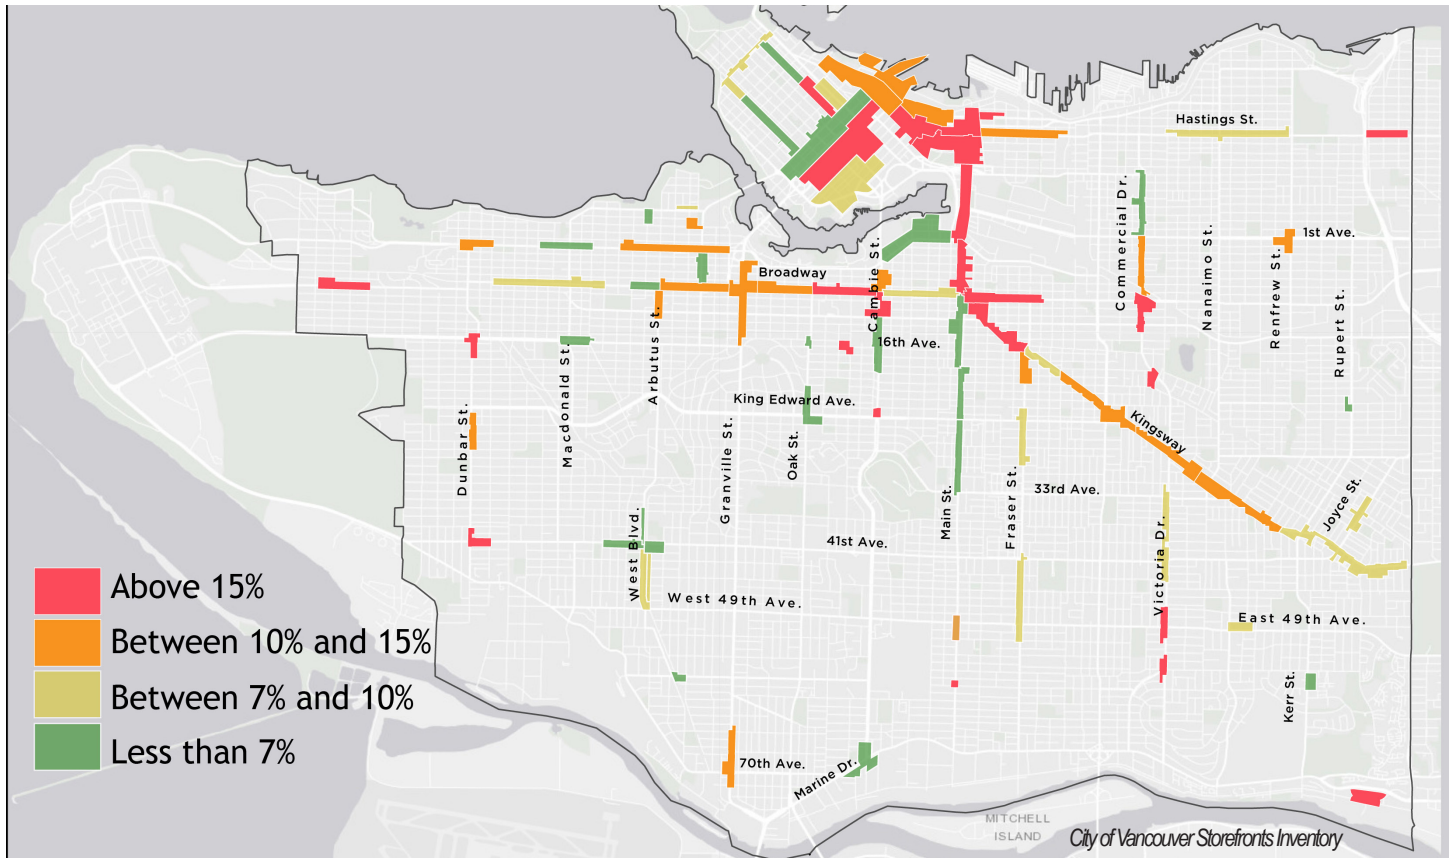 Hastings St.
Commercial Dr.
Nanaimo St.
1st Ave.
Renfrew St.
Rupert St.
Broadway
Cambie St.
Arbutus St.
Macdonald St.
16th Ave.
King Edward Ave.
Dunbar St.
Granville St.
Oak St.
Kingsway
Main St.
Fraser St.
33rd Ave.
Joyce St.
41st Ave.
West Blvd.
Victoria Dr.
West 49th Ave.
East 49th Ave.
Kerr St.
70th Ave.
Marine Dr.
Above 15%
Between 10% and 15%
Between 7% and 10%
Less than 7%
MITCHELL
ISLAND
City of Vancouver Storefronts Inventory